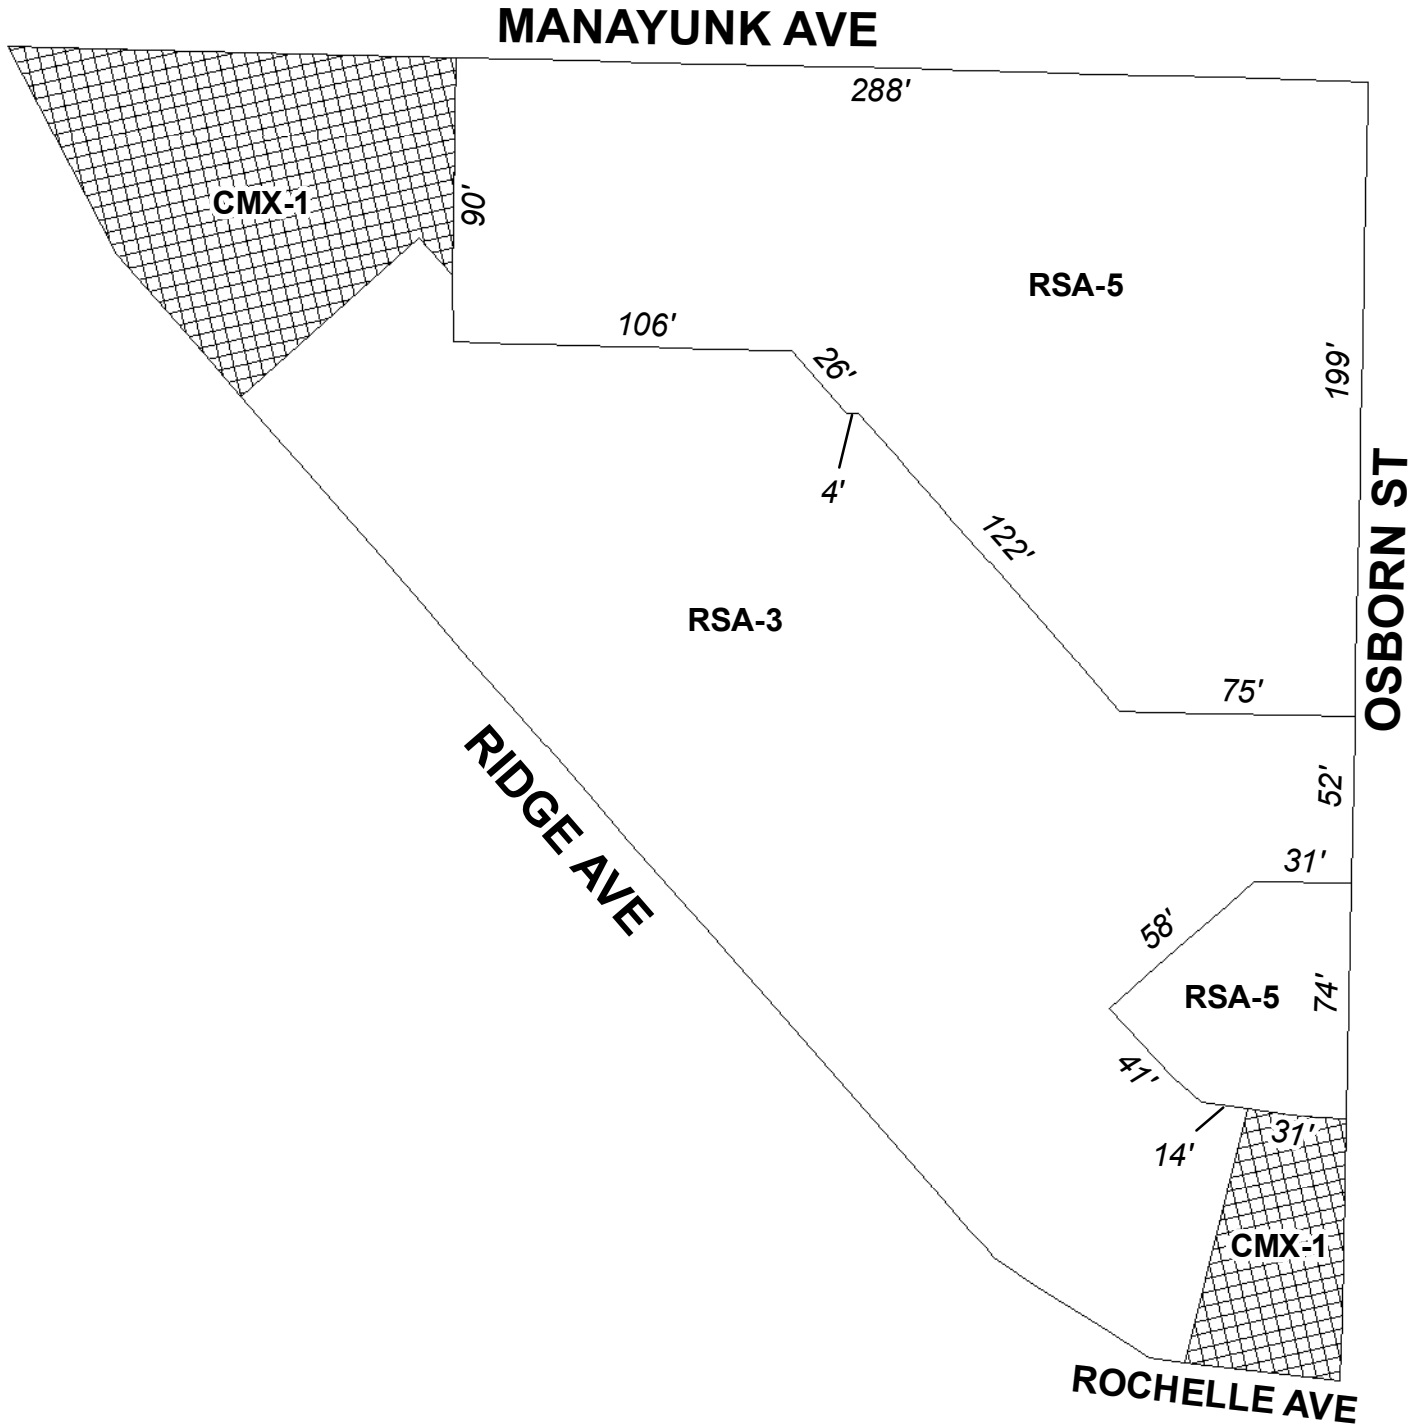 MANAYUNK AVE
288'
CMX-1
90'
RSA-5
106'
26'
199'
4'
122'
OSBORN ST
RSA-3
75'
RIDGE AVE
52'
31'
58'
RSA-5
74'
41'
14'
31'
CMX-1
ROCHELLE AVE